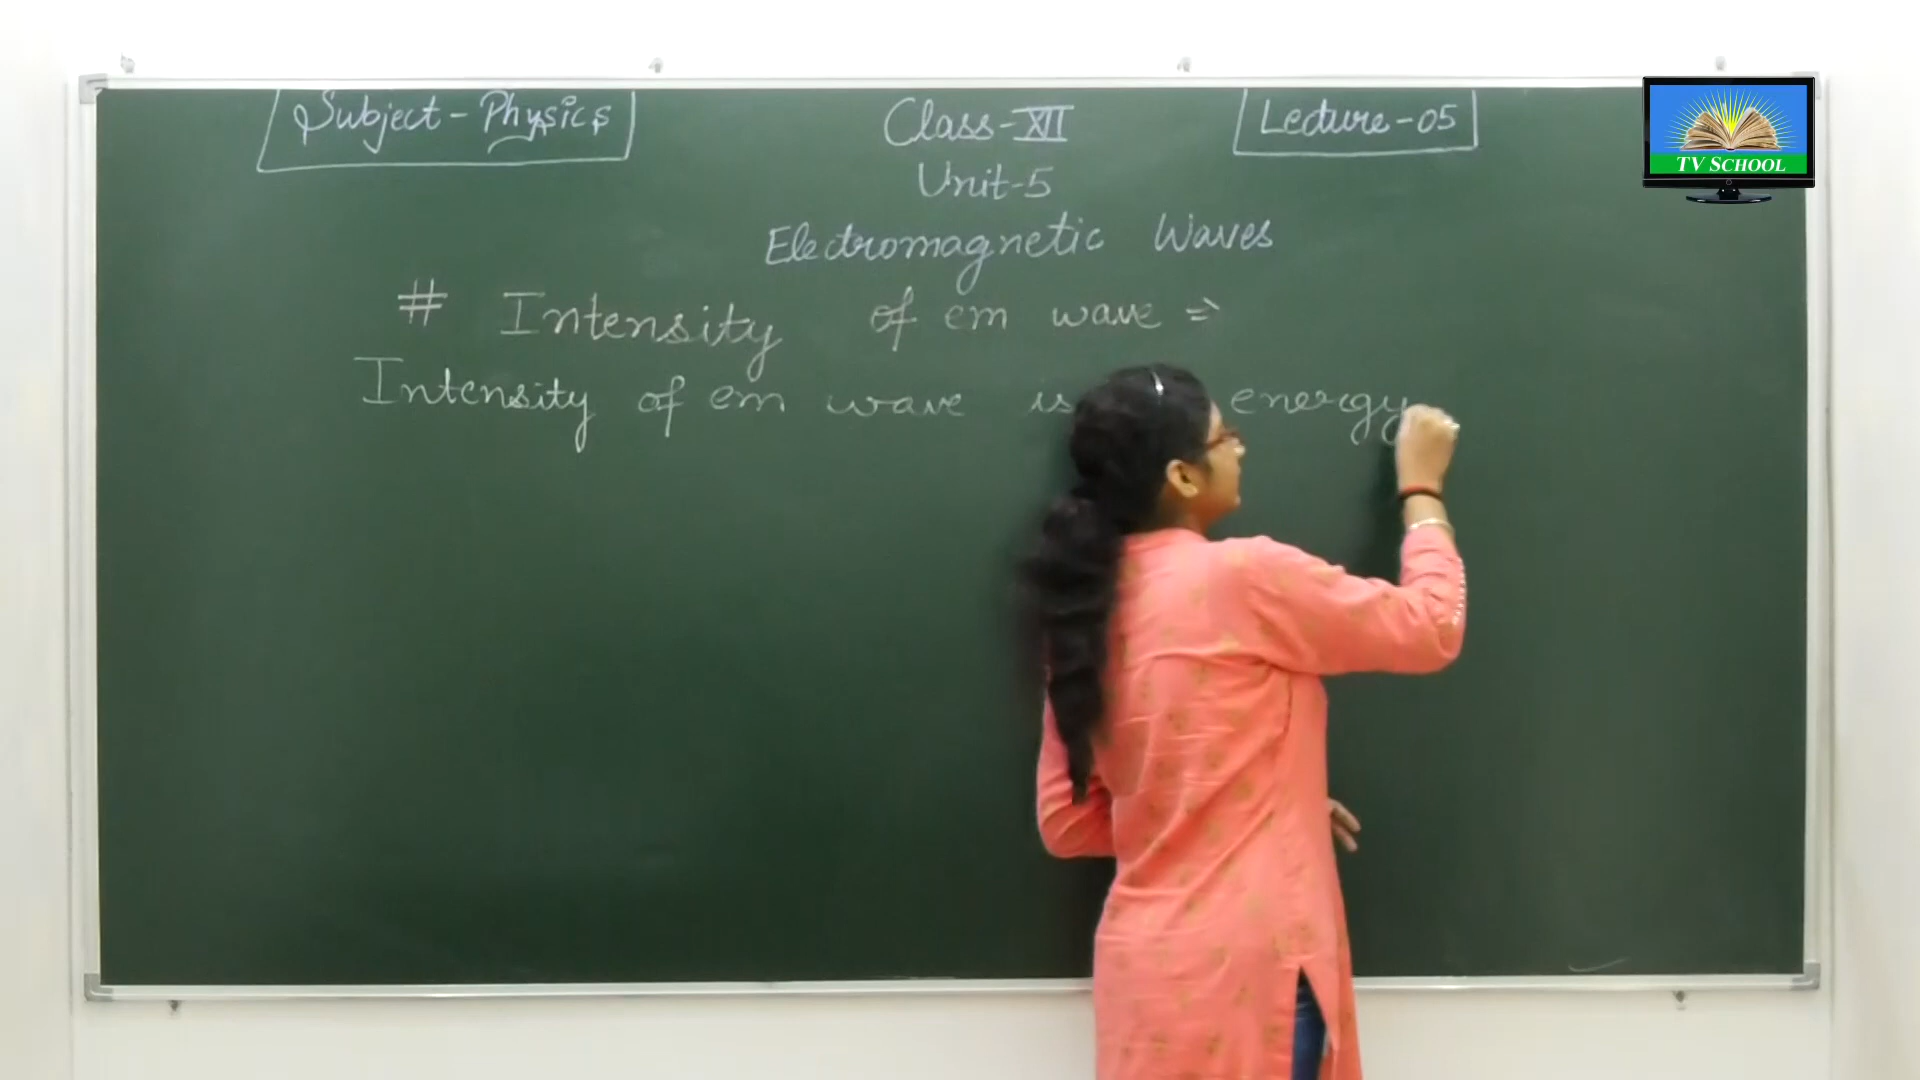 Subject - Physics
Class - XII
Lecture - 05
TV SCHOOL
Unit - 5
Electromagnetic Waves
# Intensity of em wave ⇒
Intensity of em wave is energy